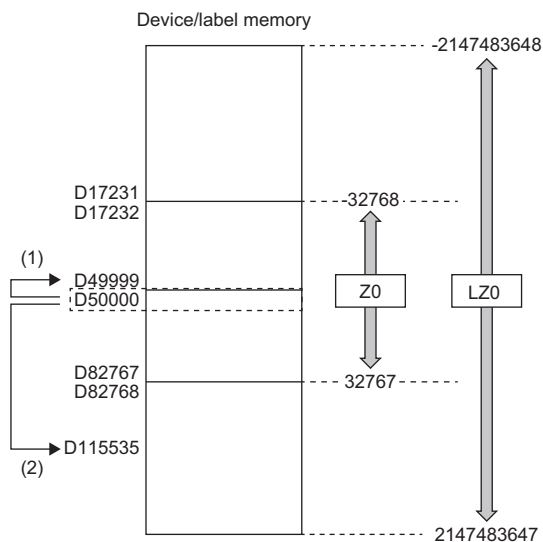 Device/label memory
-2147483648
D17231
D17232
-32768
(1)
D49999
D50000
Z0
LZ0
D82767
D82768
32767
D115535
(2)
2147483647